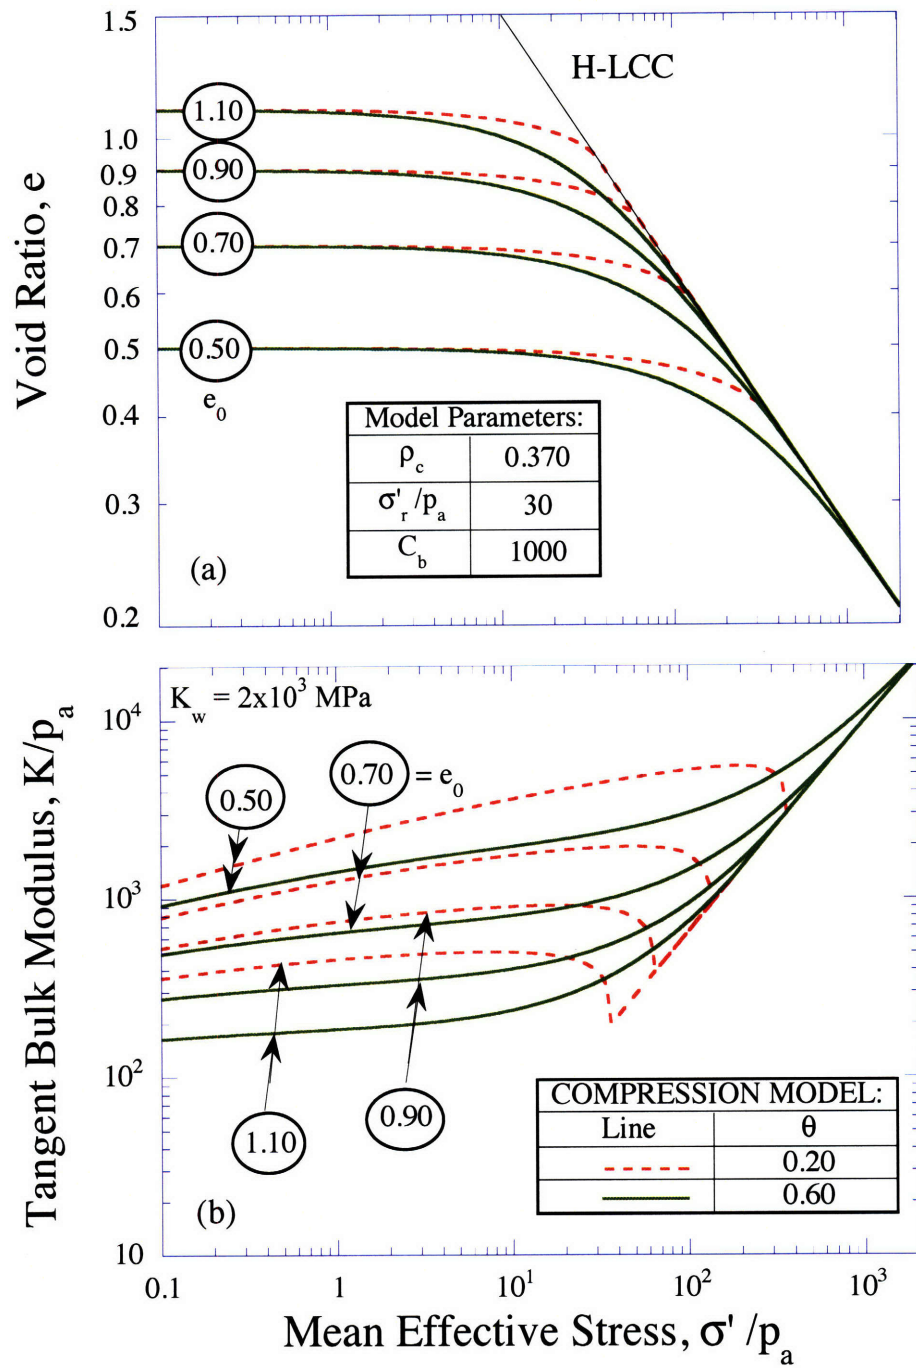 1.5
H-LCC
1.10
1.0
0.90
0.9
0.8
0.70
0.7
0.6
0.50
0.5
e₀
0.4
0.3
0.2
Void Ratio, e
Model Parameters:
ρc 0.370
σ'r /pa 30
Cb 1000
(a)
Kw = 2x10³ MPa
10⁴
0.70 = e₀
0.50
10³
10²
0.90
1.10
COMPRESSION MODEL:
Line θ
0.20
0.60
(b)
10
Tangent Bulk Modulus, K/pa
0.1 1 10¹ 10² 10³
Mean Effective Stress, σ' /pa